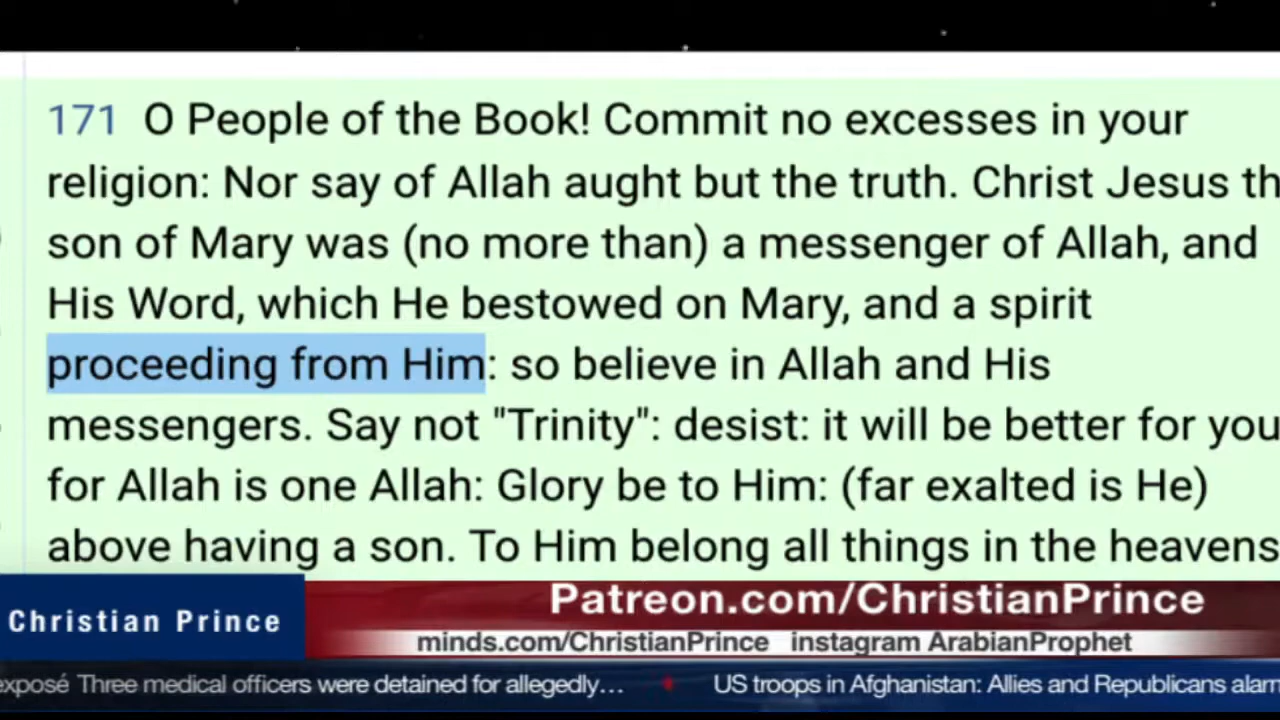 171 O People of the Book! Commit no excesses in your
religion: Nor say of Allah aught but the truth. Christ Jesus th
son of Mary was (no more than) a messenger of Allah, and
His Word, which He bestowed on Mary, and a spirit
proceeding from Him: so believe in Allah and His
messengers. Say not "Trinity": desist: it will be better for you
for Allah is one Allah: Glory be to Him: (far exalted is He)
above having a son. To Him belong all things in the heavens
Christian Prince
Patreon.com/ChristianPrince
minds.com/ChristianPrince instagram ArabianProphet
exposé Three medical officers were detained for allegedly... US troops in Afghanistan: Allies and Republicans alarm